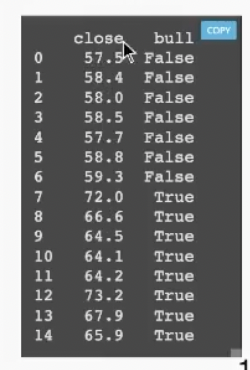 COPY
close bull
0 57.5 False
1 58.4 False
2 58.0 False
3 58.5 False
4 57.7 False
5 58.8 False
6 59.3 False
7 72.0 True
8 66.6 True
9 64.5 True
10 64.1 True
11 64.2 True
12 73.2 True
13 67.9 True
14 65.9 True
1